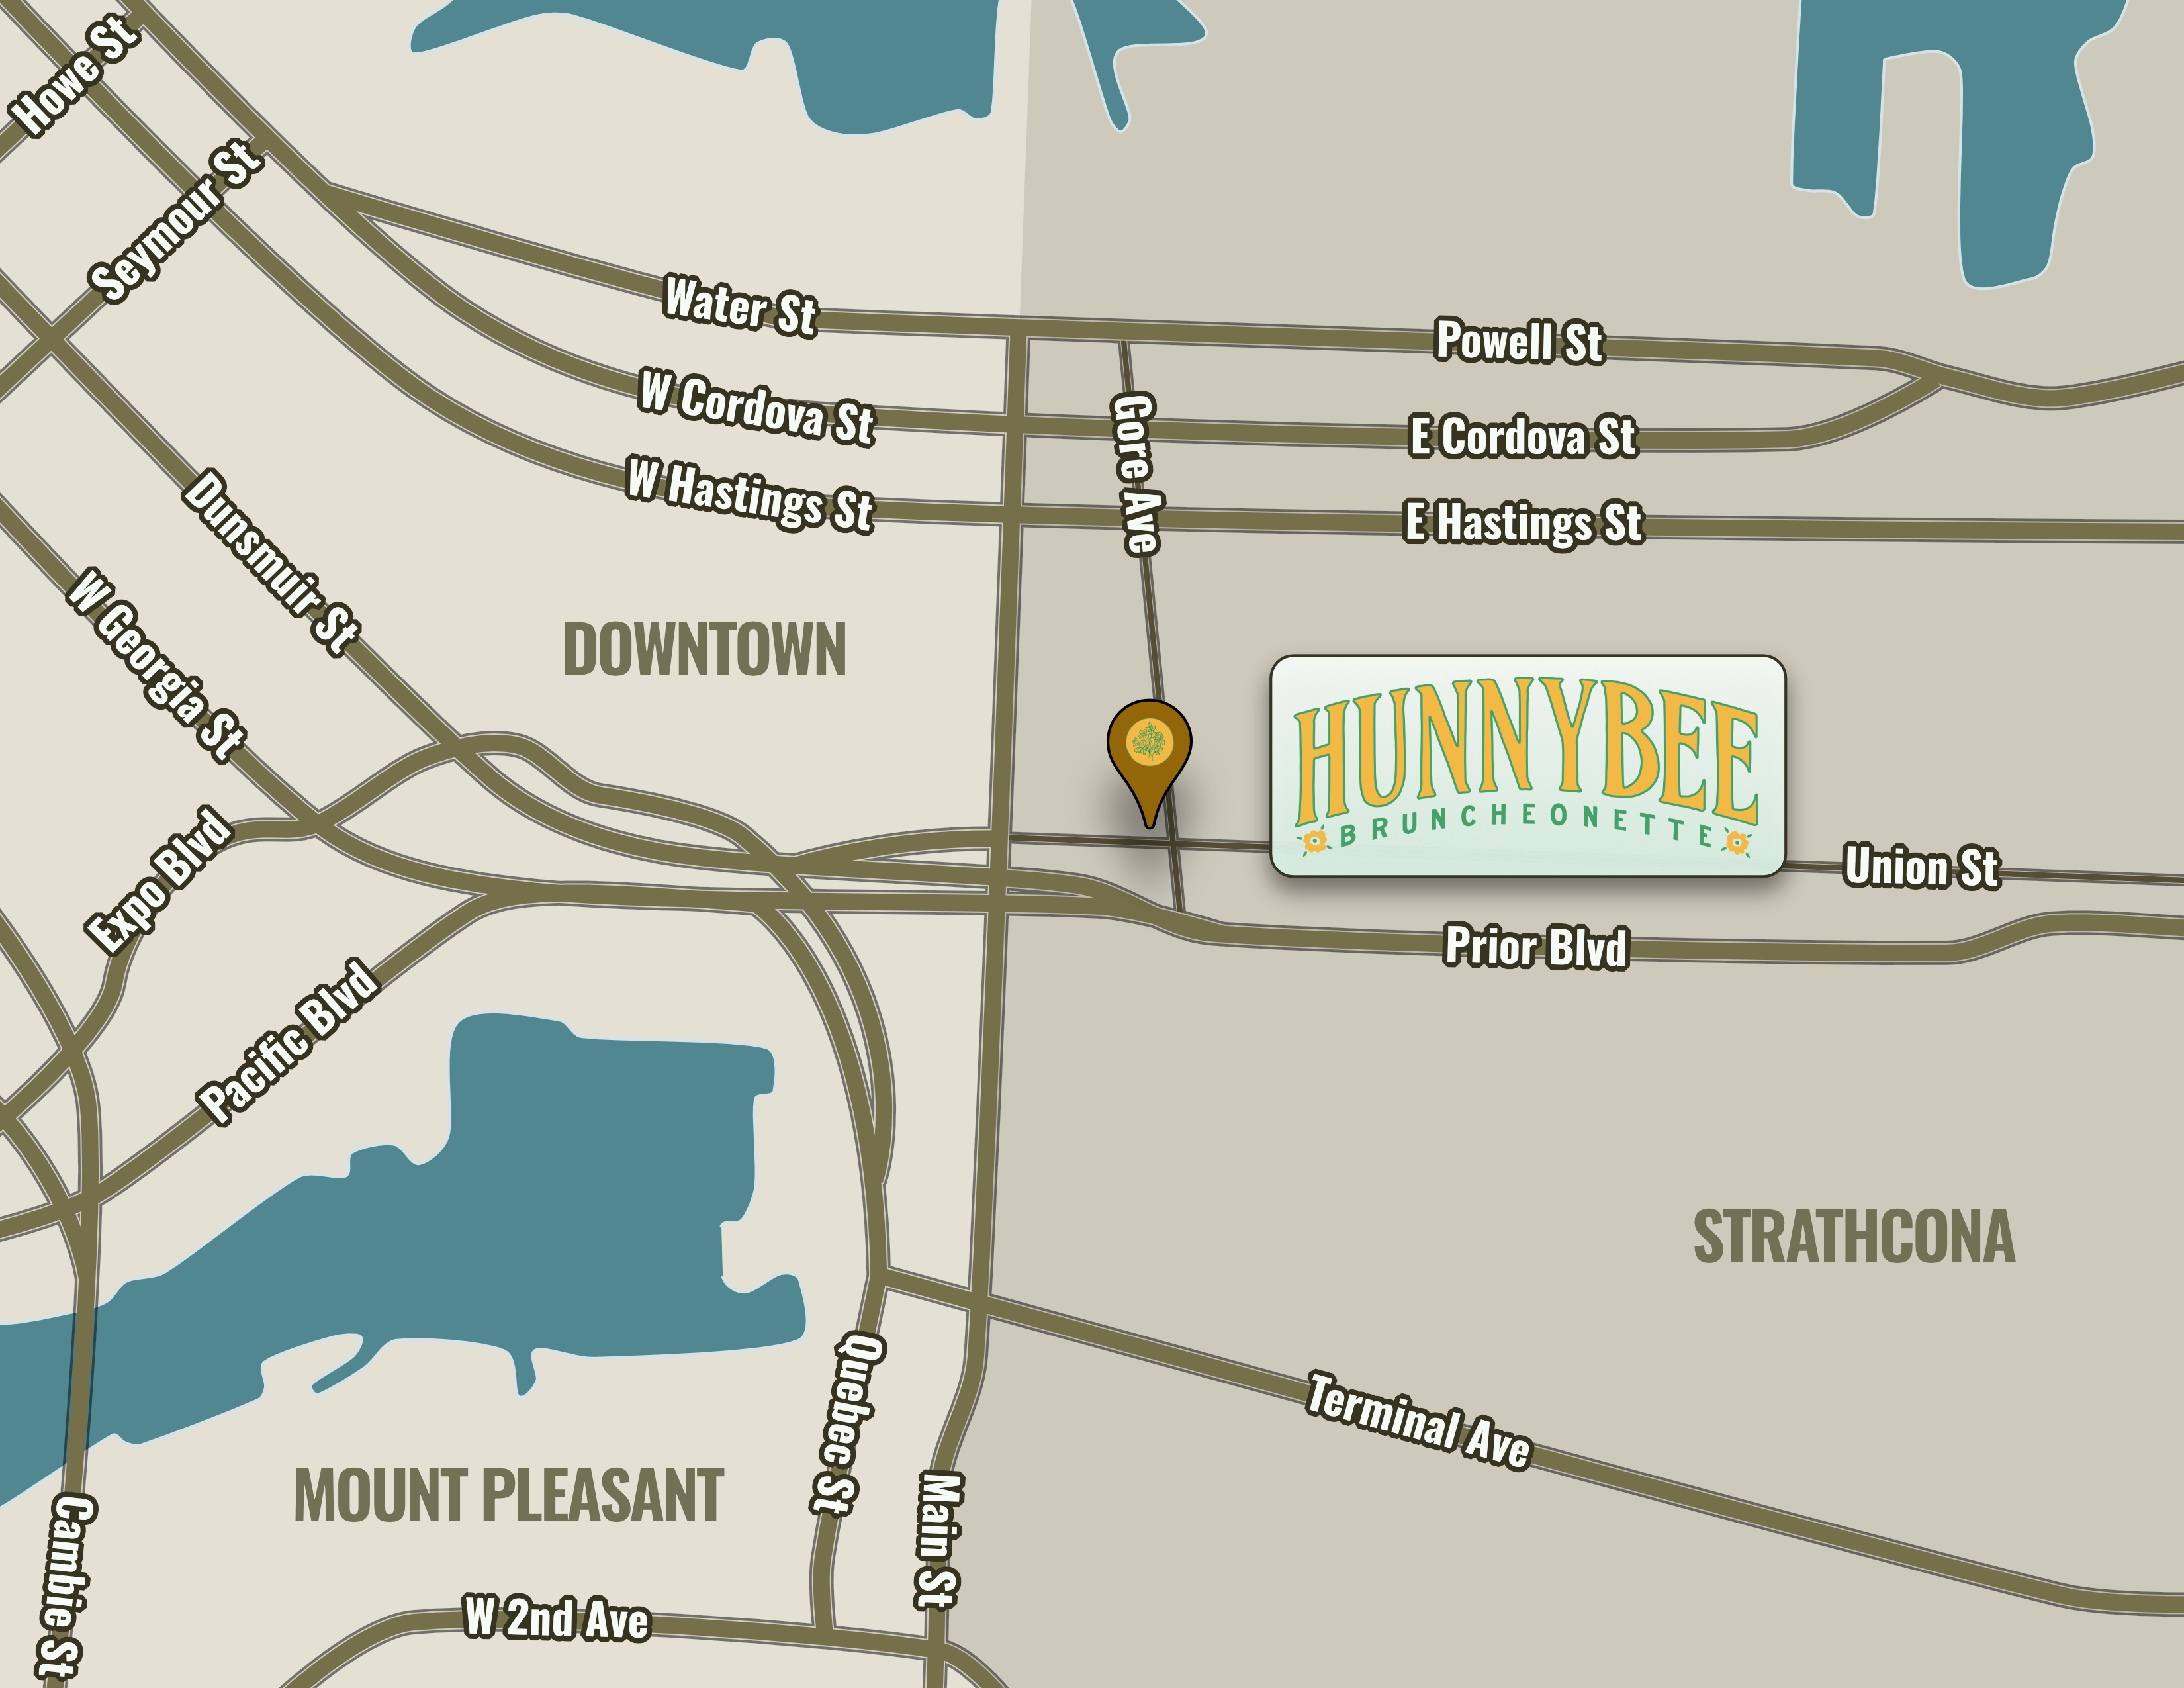 Howe St
Seymour St
Water St
Powell St
W Cordova St
Gore Ave
E Cordova St
W Hastings St
E Hastings St
Dunsmuir St
W Georgia St
DOWNTOWN
HUNNYBEE
BRUNCHEONETTE
Expo Blvd
Union St
Prior Blvd
Pacific Blvd
STRATHCONA
Quebec St
Terminal Ave
MOUNT PLEASANT
Main St
Cambie St
W 2nd Ave